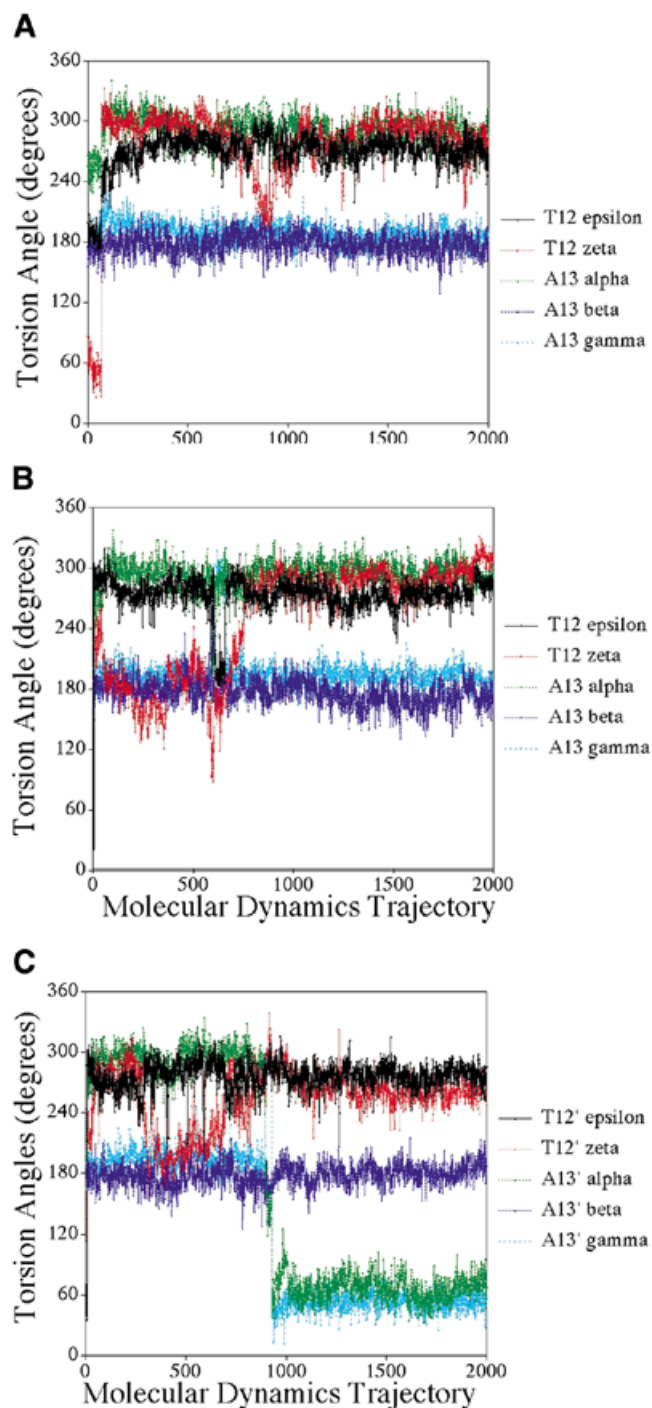 A
Torsion Angle (degrees)
360
300
240
180
120
60
0
0
500
1000
1500
2000
T12 epsilon
T12 zeta
A13 alpha
A13 beta
A13 gamma
B
Torsion Angle (degrees)
360
300
240
180
120
60
0
0
500
1000
1500
2000
Molecular Dynamics Trajectory
T12 epsilon
T12 zeta
A13 alpha
A13 beta
A13 gamma
C
Torsion Angles (degrees)
360
300
240
180
120
60
0
0
500
1000
1500
2000
Molecular Dynamics Trajectory
T12' epsilon
T12' zeta
A13' alpha
A13' beta
A13' gamma